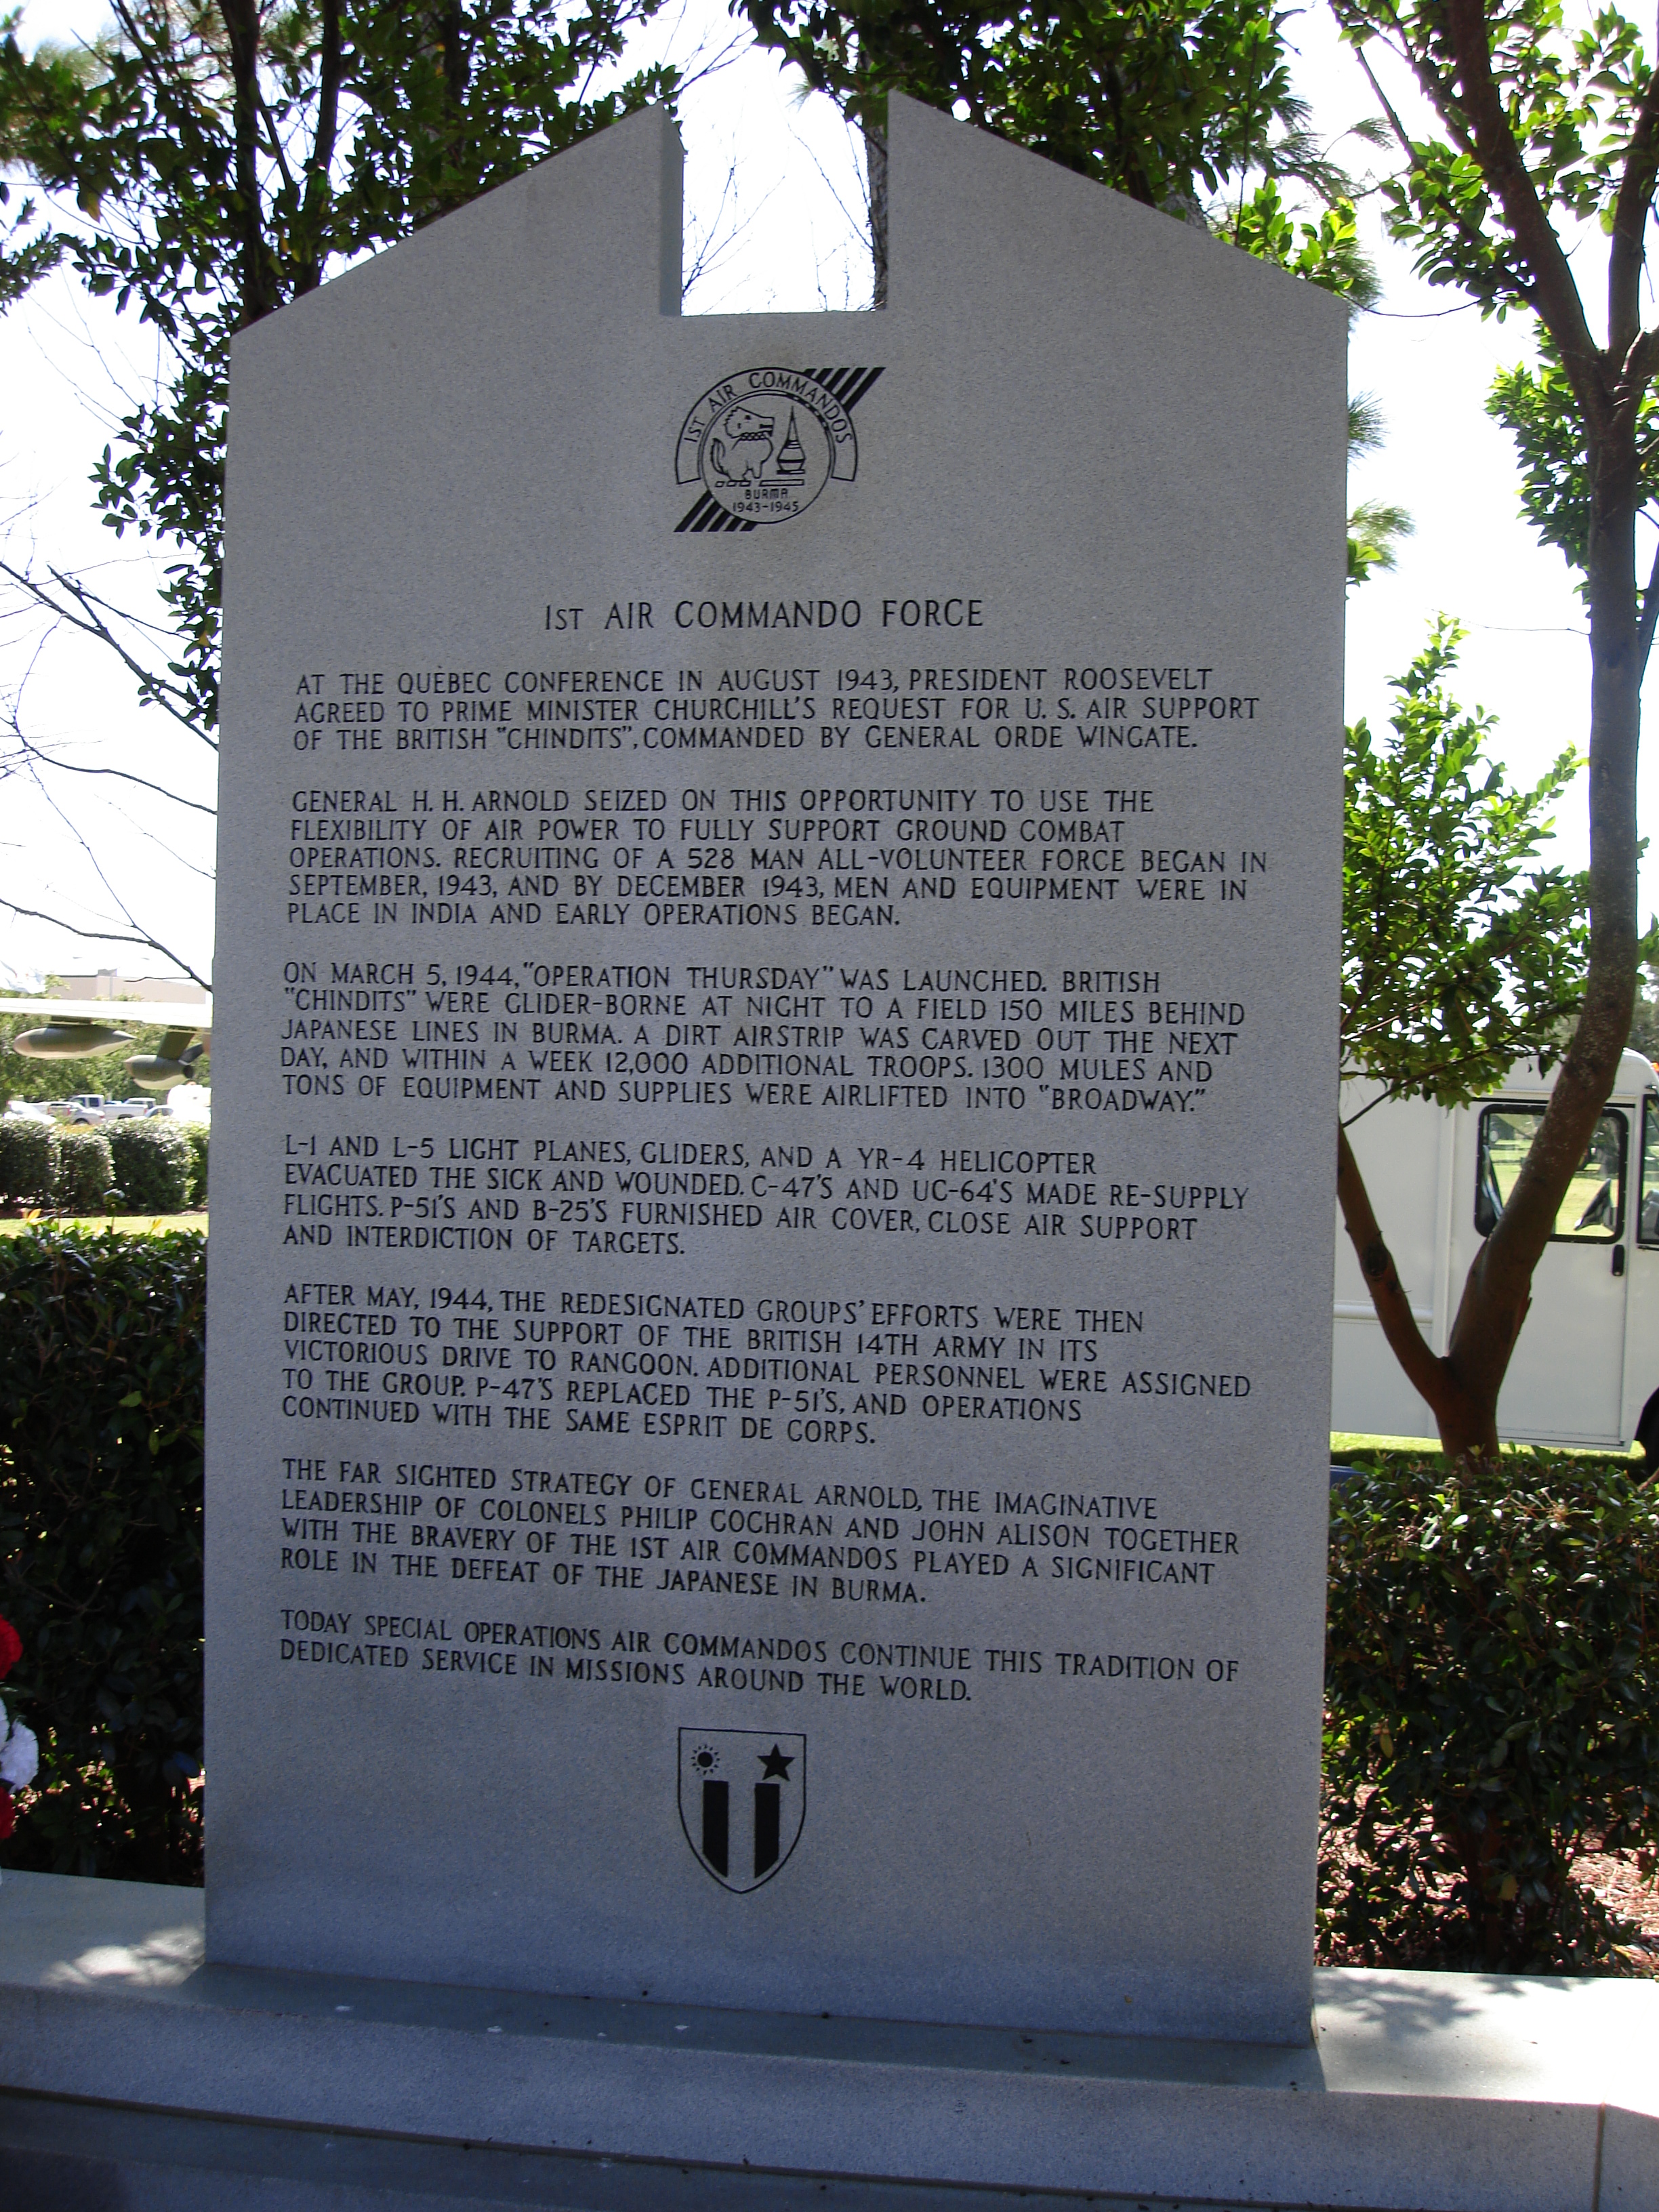 1ST AIR COMMANDOS
BURMA
1943-1945
1ST AIR COMMANDO FORCE
AT THE QUEBEC CONFERENCE IN AUGUST 1943, PRESIDENT ROOSEVELT
AGREED TO PRIME MINISTER CHURCHILL'S REQUEST FOR U. S. AIR SUPPORT
OF THE BRITISH "CHINDITS", COMMANDED BY GENERAL ORDE WINGATE.
GENERAL H. H. ARNOLD SEIZED ON THIS OPPORTUNITY TO USE THE
FLEXIBILITY OF AIR POWER TO FULLY SUPPORT GROUND COMBAT
OPERATIONS. RECRUITING OF A 528 MAN ALL-VOLUNTEER FORCE BEGAN IN
SEPTEMBER, 1943, AND BY DECEMBER 1943, MEN AND EQUIPMENT WERE IN
PLACE IN INDIA AND EARLY OPERATIONS BEGAN.
ON MARCH 5, 1944, "OPERATION THURSDAY" WAS LAUNCHED. BRITISH
"CHINDITS" WERE GLIDER-BORNE AT NIGHT TO A FIELD 150 MILES BEHIND
JAPANESE LINES IN BURMA. A DIRT AIRSTRIP WAS CARVED OUT THE NEXT
DAY, AND WITHIN A WEEK 12,000 ADDITIONAL TROOPS. 1300 MULES AND
TONS OF EQUIPMENT AND SUPPLIES WERE AIRLIFTED INTO "BROADWAY."
L-1 AND L-5 LIGHT PLANES, GLIDERS, AND A YR-4 HELICOPTER
EVACUATED THE SICK AND WOUNDED. C-47'S AND UC-64'S MADE RE-SUPPLY
FLIGHTS. P-51'S AND B-25'S FURNISHED AIR COVER, CLOSE AIR SUPPORT
AND INTERDICTION OF TARGETS.
AFTER MAY, 1944, THE REDESIGNATED GROUPS' EFFORTS WERE THEN
DIRECTED TO THE SUPPORT OF THE BRITISH 14TH ARMY IN ITS
VICTORIOUS DRIVE TO RANGOON. ADDITIONAL PERSONNEL WERE ASSIGNED
TO THE GROUP. P-47'S REPLACED THE P-51'S, AND OPERATIONS
CONTINUED WITH THE SAME ESPRIT DE CORPS.
THE FAR SIGHTED STRATEGY OF GENERAL ARNOLD, THE IMAGINATIVE
LEADERSHIP OF COLONELS PHILIP COCHRAN AND JOHN ALISON TOGETHER
WITH THE BRAVERY OF THE 1ST AIR COMMANDOS PLAYED A SIGNIFICANT
ROLE IN THE DEFEAT OF THE JAPANESE IN BURMA.
TODAY SPECIAL OPERATIONS AIR COMMANDOS CONTINUE THIS TRADITION OF
DEDICATED SERVICE IN MISSIONS AROUND THE WORLD.